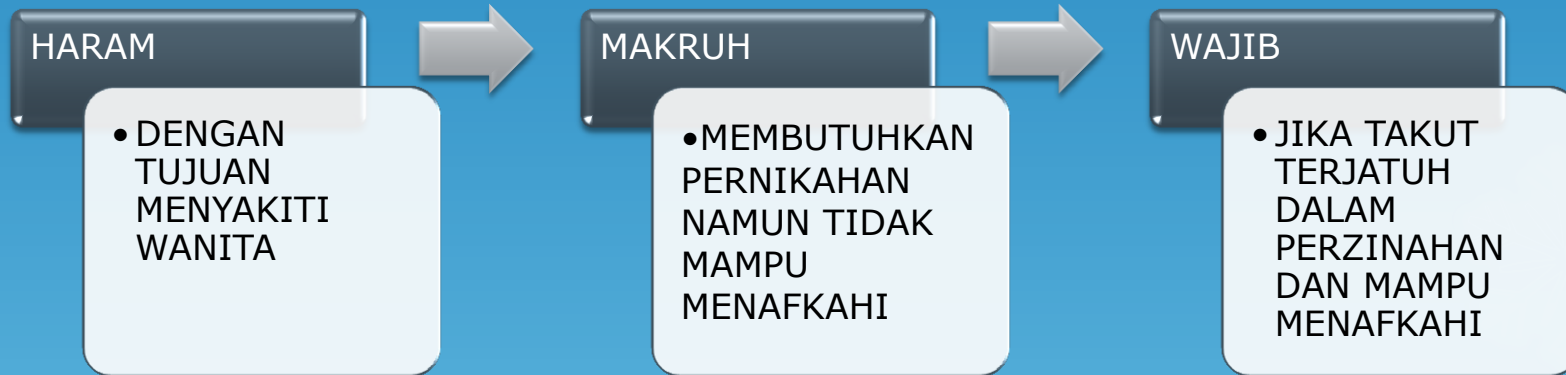 HARAM
•DENGAN
TUJUAN
MENYAKITI
WANITA
MAKRUH
•MEMBUTUHKAN
PERNIKAHAN
NAMUN TIDAK
MAMPU
MENAFKAHI
WAJIB
•JIKA TAKUT
TERJATUH
DALAM
PERZINAHAN
DAN MAMPU
MENAFKAHI